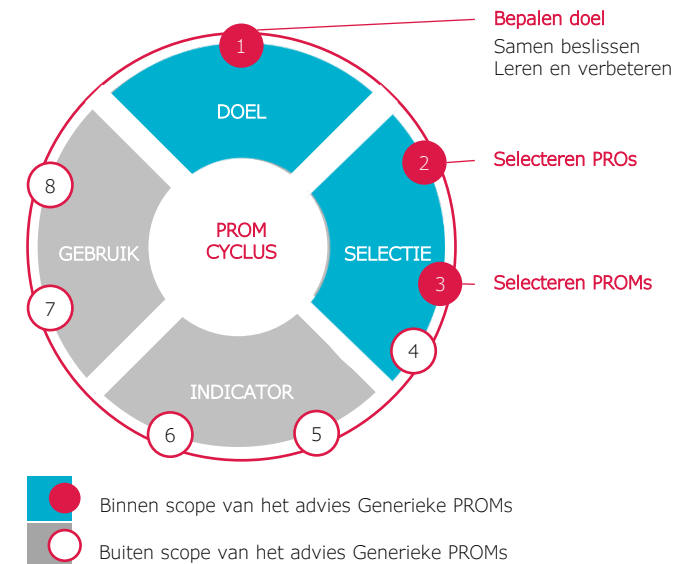 Bepalen doel
Samen beslissen
Leren en verbeteren
1
DOEL
2
Selecteren PROs
8
PROM
CYCLUS
GEBRUIK
SELECTIE
3
Selecteren PROMs
7
4
INDICATOR
6
5
Binnen scope van het advies Generieke PROMs
Buiten scope van het advies Generieke PROMs